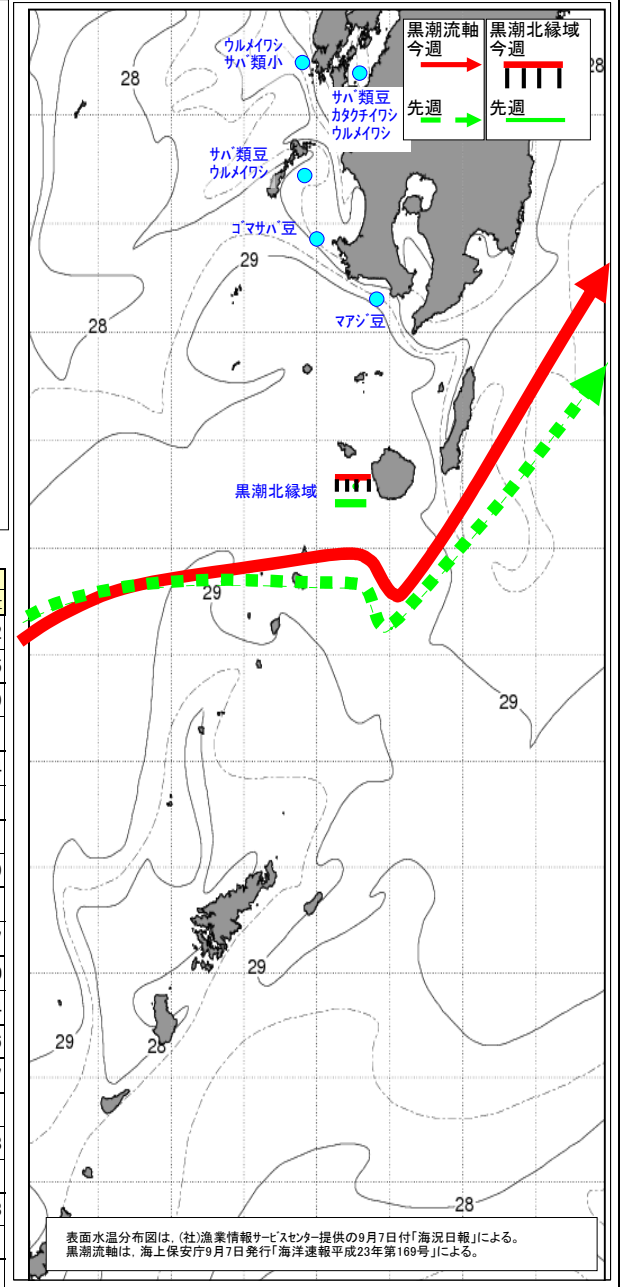 黒潮流軸
今週
先週
黒潮北縁域
今週
先週
28
28
ウルメイワシ
サバ類小
サバ類豆
カタクチイワシ
ウルメイワシ
サバ類豆
ウルメイワシ
ゴマサバ豆
29
28
マアジ豆
黒潮北縁域
29
29
29
29
28
28
表面水温分布図は，(社)漁業情報サービスセンター提供の9月7日付「海況日報」による。
黒潮流軸は，海上保安庁9月7日発行「海洋速報平成23年第169号」による。